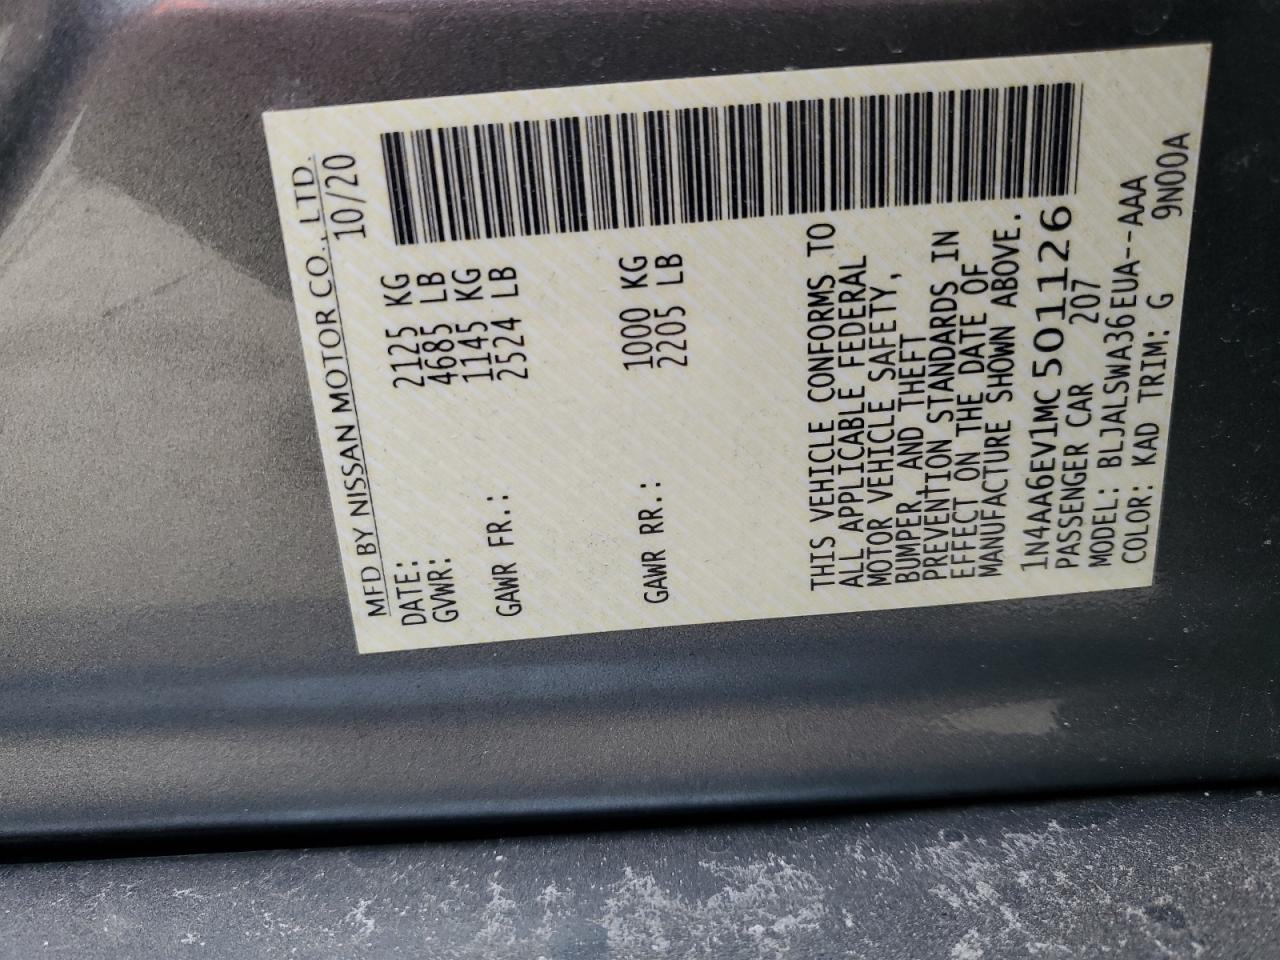 MFD BY NISSAN MOTOR CO., LTD.
DATE: 10/20
GVWR: 2125 KG
4685 LB
GAWR FR.: 1145 KG
2524 LB
GAWR RR.: 1000 KG
2205 LB
THIS VEHICLE CONFORMS TO
ALL APPLICABLE FEDERAL
MOTOR VEHICLE SAFETY,
BUMPER, AND THEFT
PREVENTION STANDARDS IN
EFFECT ON THE DATE OF
MANUFACTURE SHOWN ABOVE.
1N4AA6EV1MC501126
PASSENGER CAR 207
MODEL: BLJALSWA36EUA--AAA
COLOR: KAD TRIM: G 9N00A